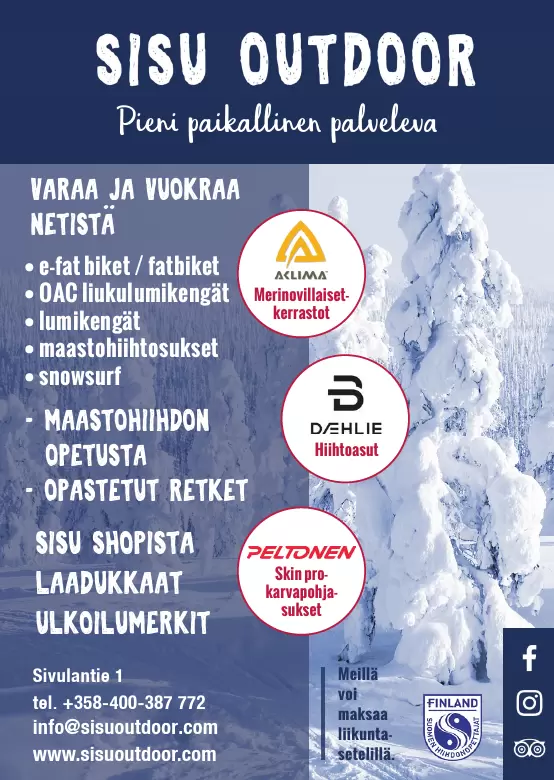 SISU OUTDOOR
Pieni paikallinen palveleva
VARAA JA VUOKRAA
NETISTÄ
• e-fat biket / fatbiket
• OAC liukulumikengät
• lumikengät
• maastohiihtosukset
• snowsurf
- MAASTOHIIHDON
OPETUSTA
- OPASTETUT RETKET
SISU SHOPISTA
LAADUKKAAT
ULKOILUMERKIT
Sivulantie 1
tel. +358-400-387 772
info@sisuoutdoor.com
www.sisuoutdoor.com
ACLIMA
Merinovillaiset-
kerrastot
DÆHLIE
Hiihtoasut
PELTONEN
Skin pro-
karvapohja-
sukset
Meillä
voi
maksaa
liikunta-
setelillä.
FINLAND
SUOMEN HIIHDONOPETTAJAT